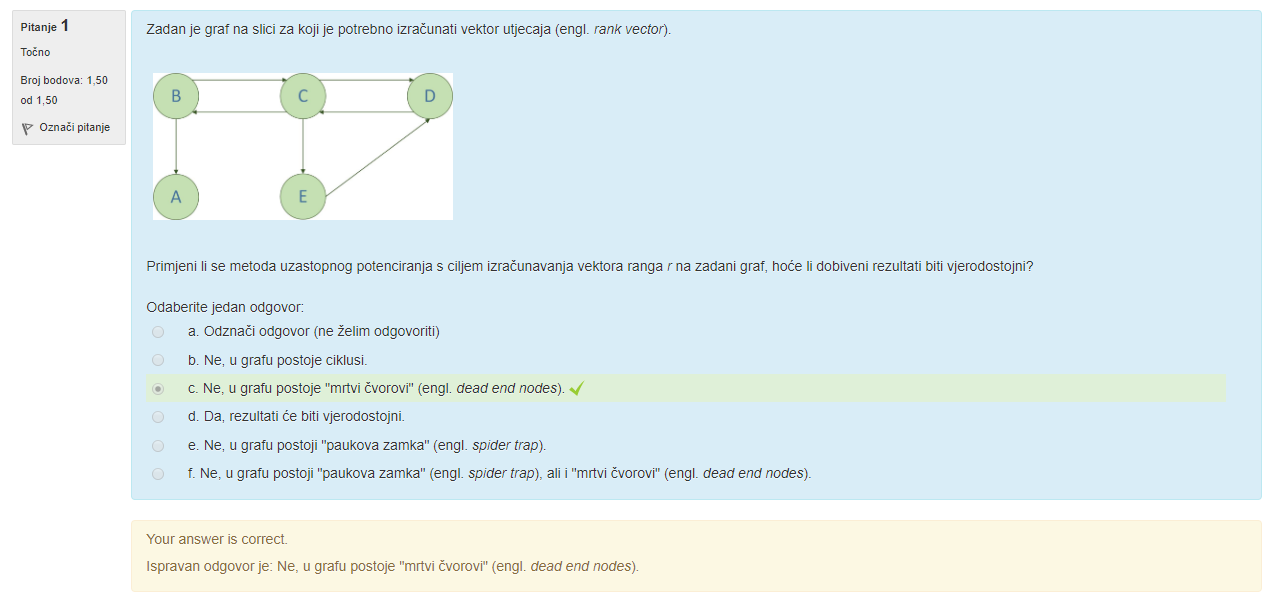 Pitanje 1
Točno
Broj bodova: 1,50
od 1,50
Označi pitanje
Zadan je graf na slici za koji je potrebno izračunati vektor utjecaja (engl. rank vector).
B C D
A E
Primjeni li se metoda uzastopnog potenciranja s ciljem izračunavanja vektora ranga r na zadani graf, hoće li dobiveni rezultati biti vjerodostojni?
Odaberite jedan odgovor:
a. Odznači odgovor (ne želim odgovoriti)
b. Ne, u grafu postoje ciklusi.
c. Ne, u grafu postoje "mrtvi čvorovi" (engl. dead end nodes).
d. Da, rezultati će biti vjerodostojni.
e. Ne, u grafu postoji "paukova zamka" (engl. spider trap).
f. Ne, u grafu postoji "paukova zamka" (engl. spider trap), ali i "mrtvi čvorovi" (engl. dead end nodes).
Your answer is correct.
Ispravan odgovor je: Ne, u grafu postoje "mrtvi čvorovi" (engl. dead end nodes).